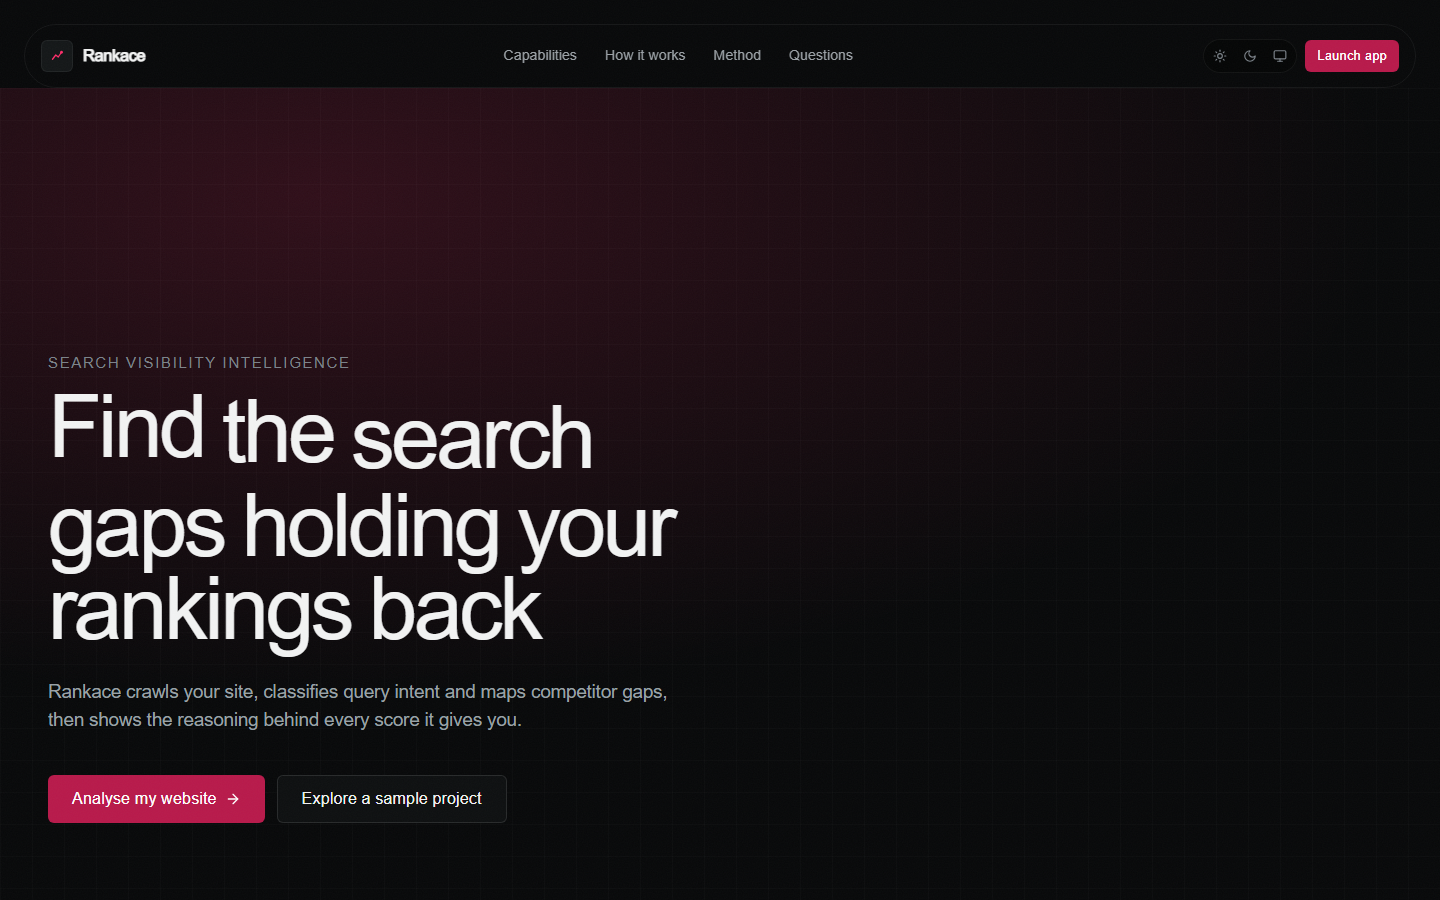 Rankace
Capabilities
How it works
Method
Questions
Launch app
SEARCH VISIBILITY INTELLIGENCE
Find the search
gaps holding your
rankings back
Rankace crawls your site, classifies query intent and maps competitor gaps,
then shows the reasoning behind every score it gives you.
Analyse my website
Explore a sample project